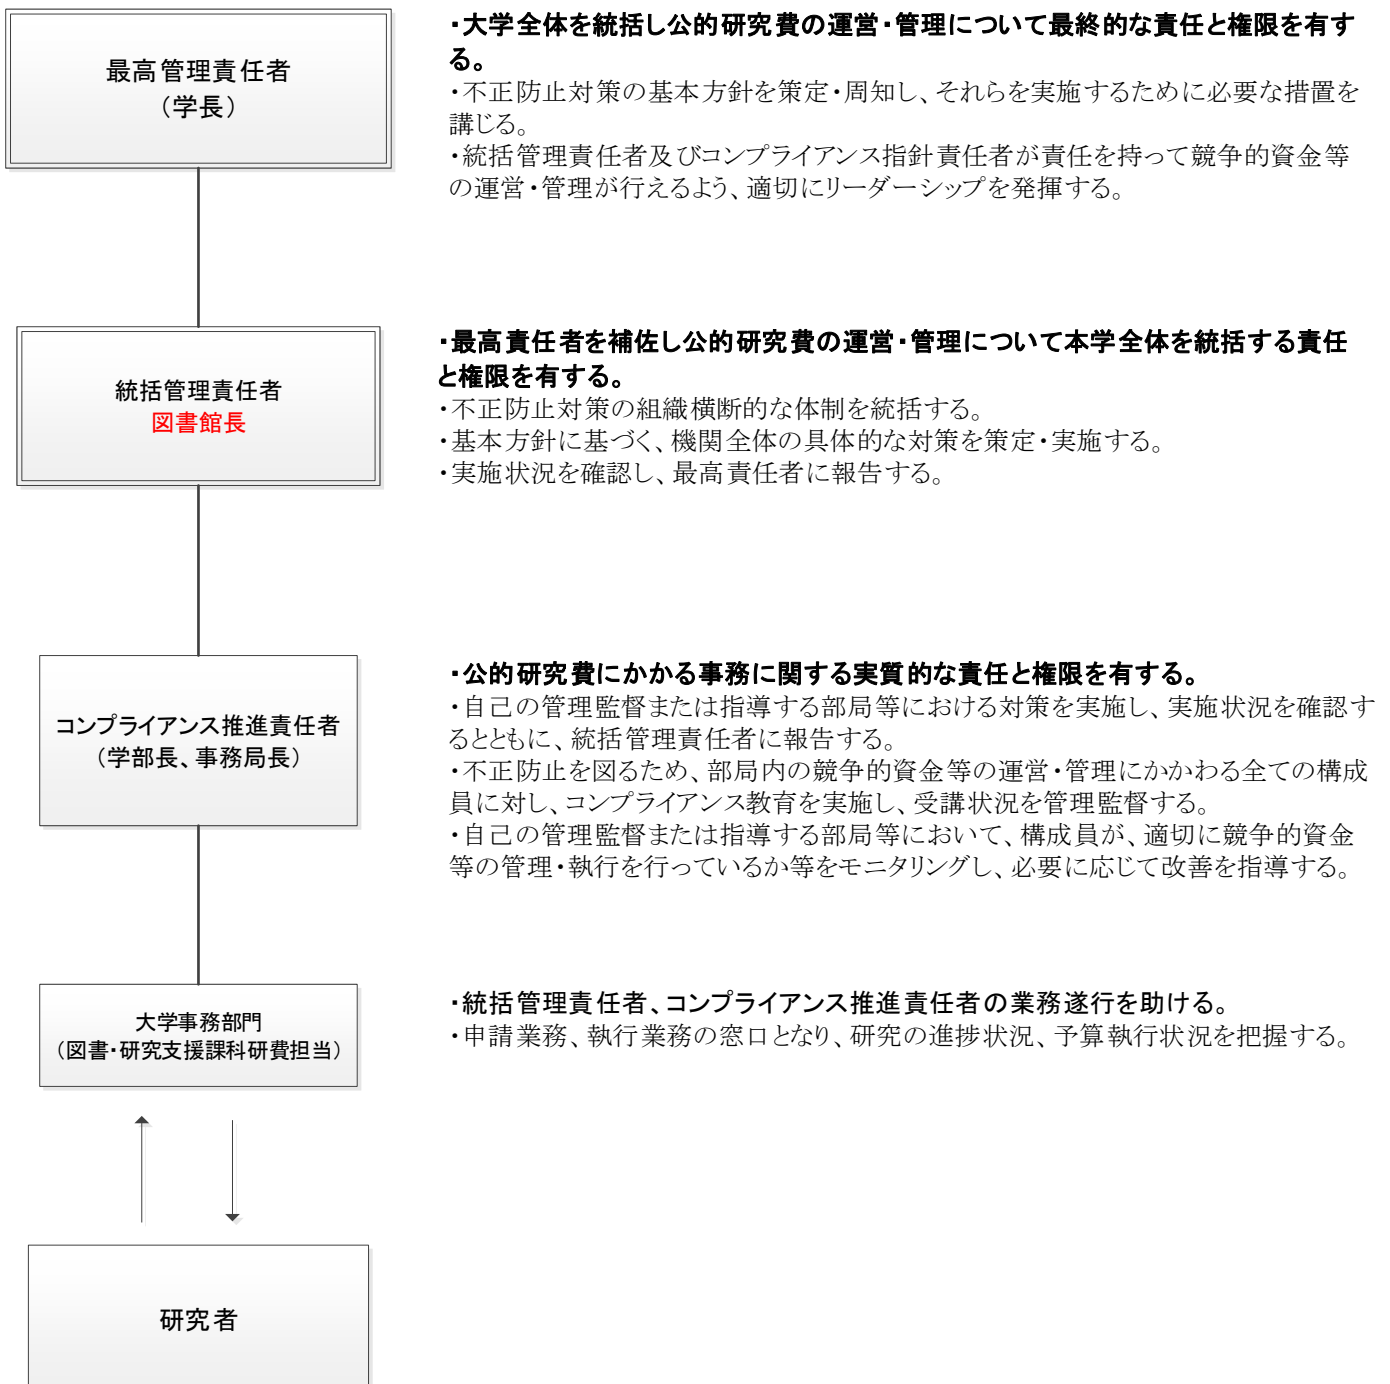 最高管理責任者
（学長）
・大学全体を統括し公的研究費の運営・管理について最終的な責任と権限を有す
る。
・不正防止対策の基本方針を策定・周知し、それらを実施するために必要な措置を
講じる。
・統括管理責任者及びコンプライアンス指針責任者が責任を持って競争的資金等
の運営・管理が行えるよう、適切にリーダーシップを発揮する。
統括管理責任者
図書館長
・最高責任者を補佐し公的研究費の運営・管理について本学全体を統括する責任
と権限を有する。
・不正防止対策の組織横断的な体制を統括する。
・基本方針に基づく、機関全体の具体的な対策を策定・実施する。
・実施状況を確認し、最高責任者に報告する。
コンプライアンス推進責任者
（学部長、事務局長）
・公的研究費にかかる事務に関する実質的な責任と権限を有する。
・自己の管理監督または指導する部局等における対策を実施し、実施状況を確認す
るとともに、統括管理責任者に報告する。
・不正防止を図るため、部局内の競争的資金等の運営・管理にかかわる全ての構成
員に対し、コンプライアンス教育を実施し、受講状況を管理監督する。
・自己の管理監督または指導する部局等において、構成員が、適切に競争的資金
等の管理・執行を行っているか等をモニタリングし、必要に応じて改善を指導する。
大学事務部門
（図書・研究支援課科研費担当）
・統括管理責任者、コンプライアンス推進責任者の業務遂行を助ける。
・申請業務、執行業務の窓口となり、研究の進捗状況、予算執行状況を把握する。
研究者